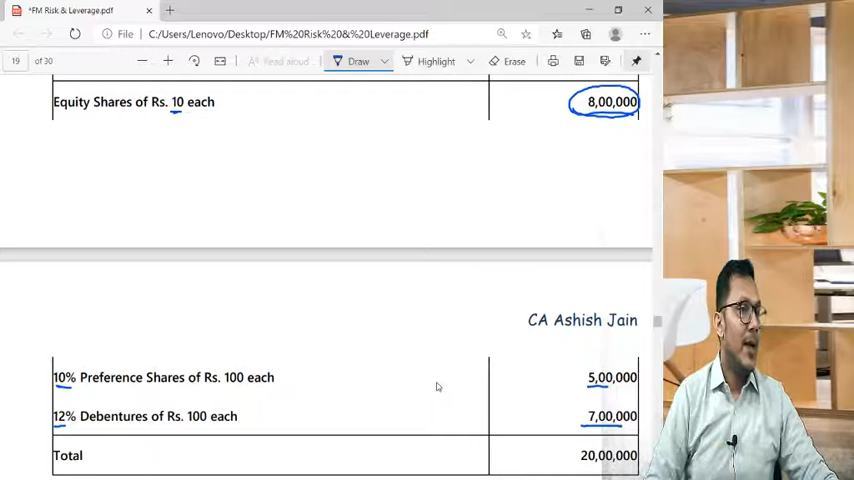 *FM Risk & Leverage.pdf
File C:/Users/Lenovo/Desktop/FM%20Risk%20&%20Leverage.pdf
19 of 30 Read aloud Draw Highlight Erase
Equity Shares of Rs. 10 each 8,00,000
CA Ashish Jain
10% Preference Shares of Rs. 100 each 5,00,000
12% Debentures of Rs. 100 each 7,00,000
Total 20,00,000